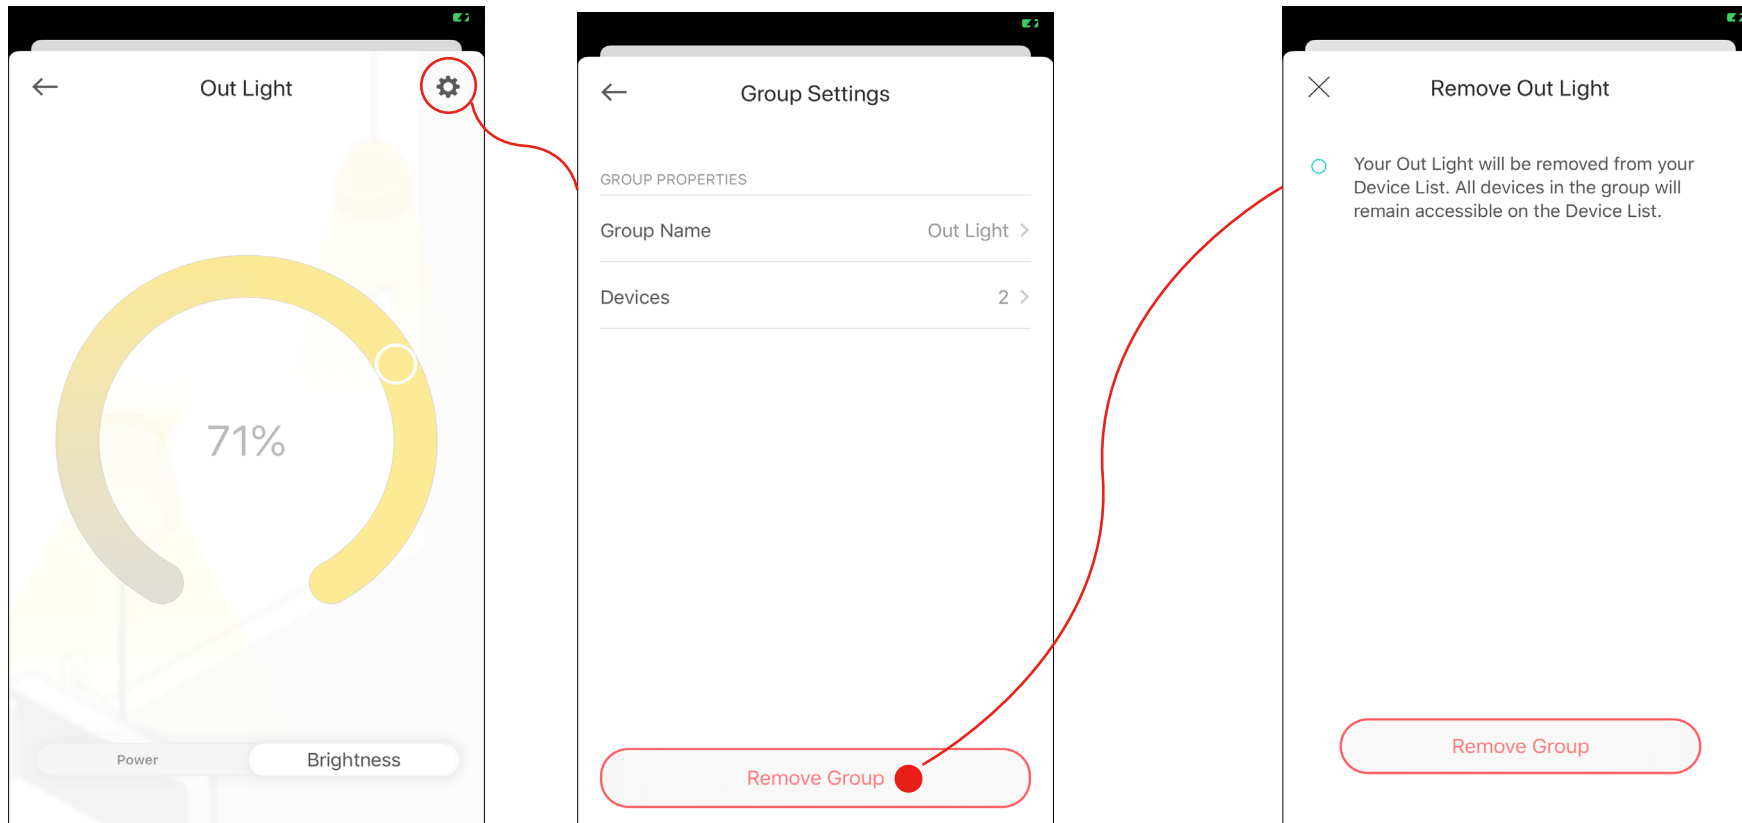 Out Light
71%
Power
Brightness
Group Settings
GROUP PROPERTIES
Group Name
Out Light
Devices
2
Remove Group
Remove Out Light
Your Out Light will be removed from your
Device List. All devices in the group will
remain accessible on the Device List.
Remove Group